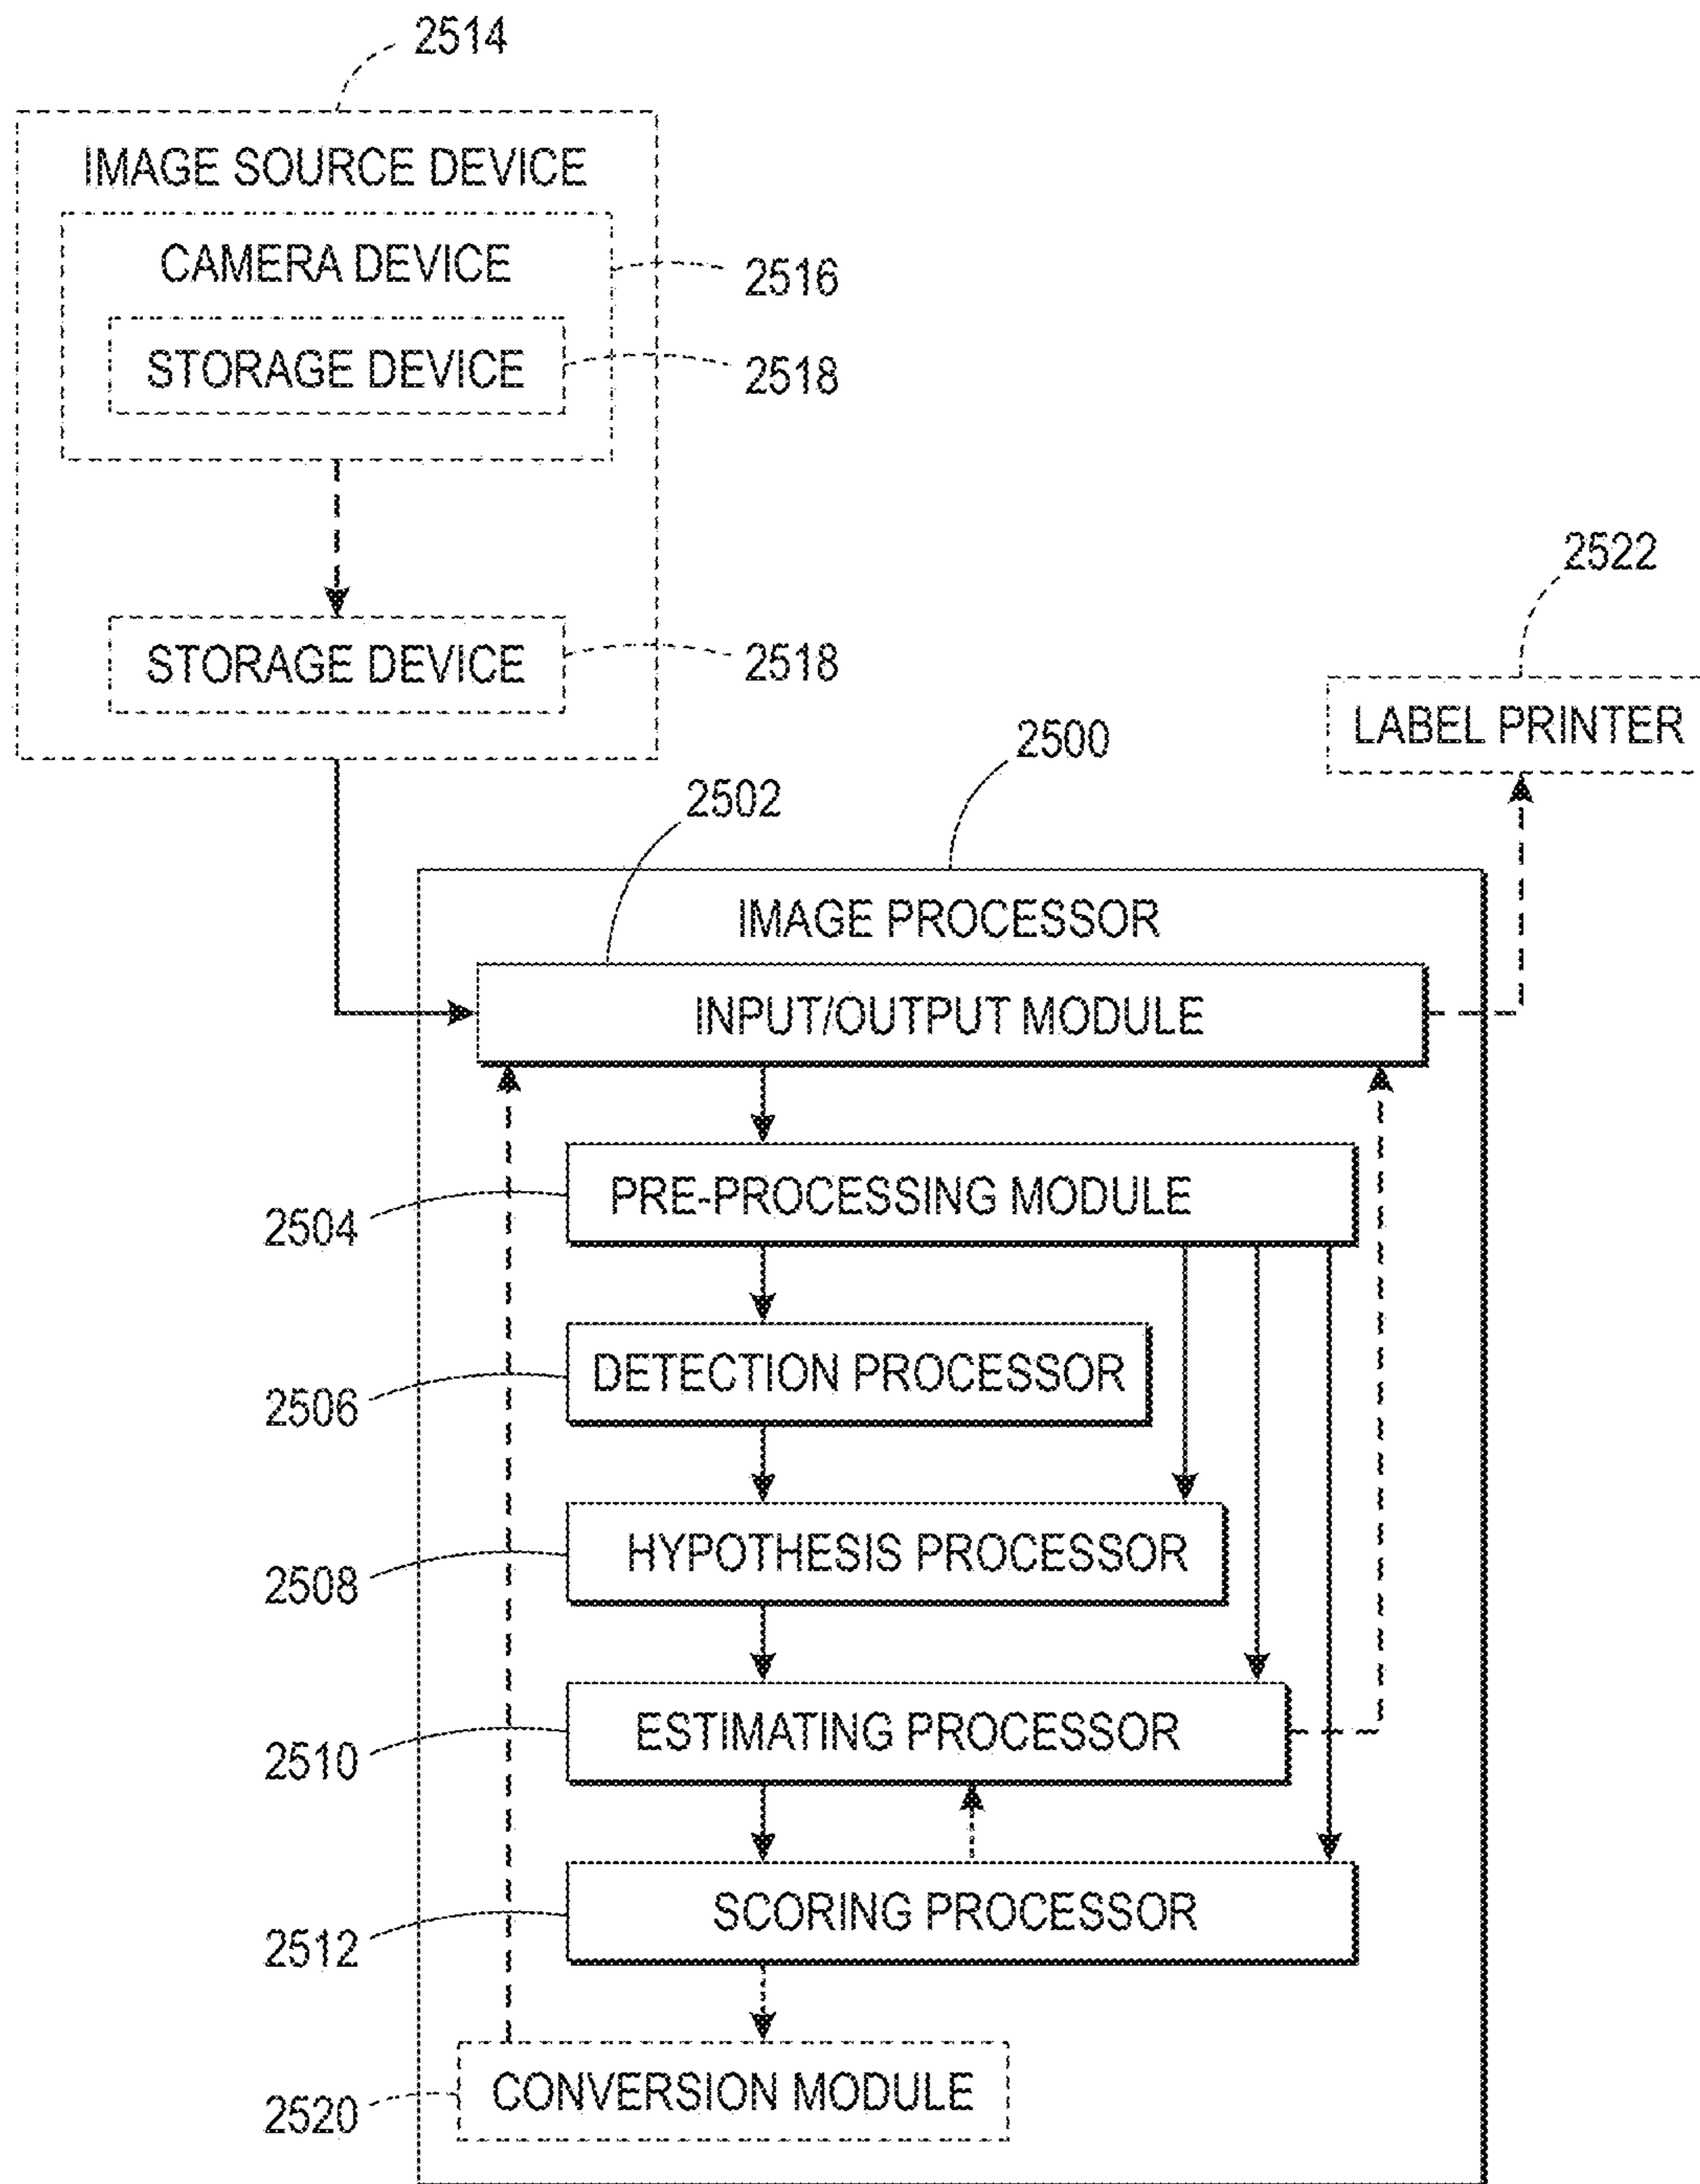 2514
IMAGE SOURCE DEVICE
CAMERA DEVICE
2516
STORAGE DEVICE
2518
2522
STORAGE DEVICE
2518
LABEL PRINTER
2500
2502
IMAGE PROCESSOR
INPUT/OUTPUT MODULE
PRE-PROCESSING MODULE
2504
DETECTION PROCESSOR
2506
HYPOTHESIS PROCESSOR
2508
ESTIMATING PROCESSOR
2510
SCORING PROCESSOR
2512
CONVERSION MODULE
2520